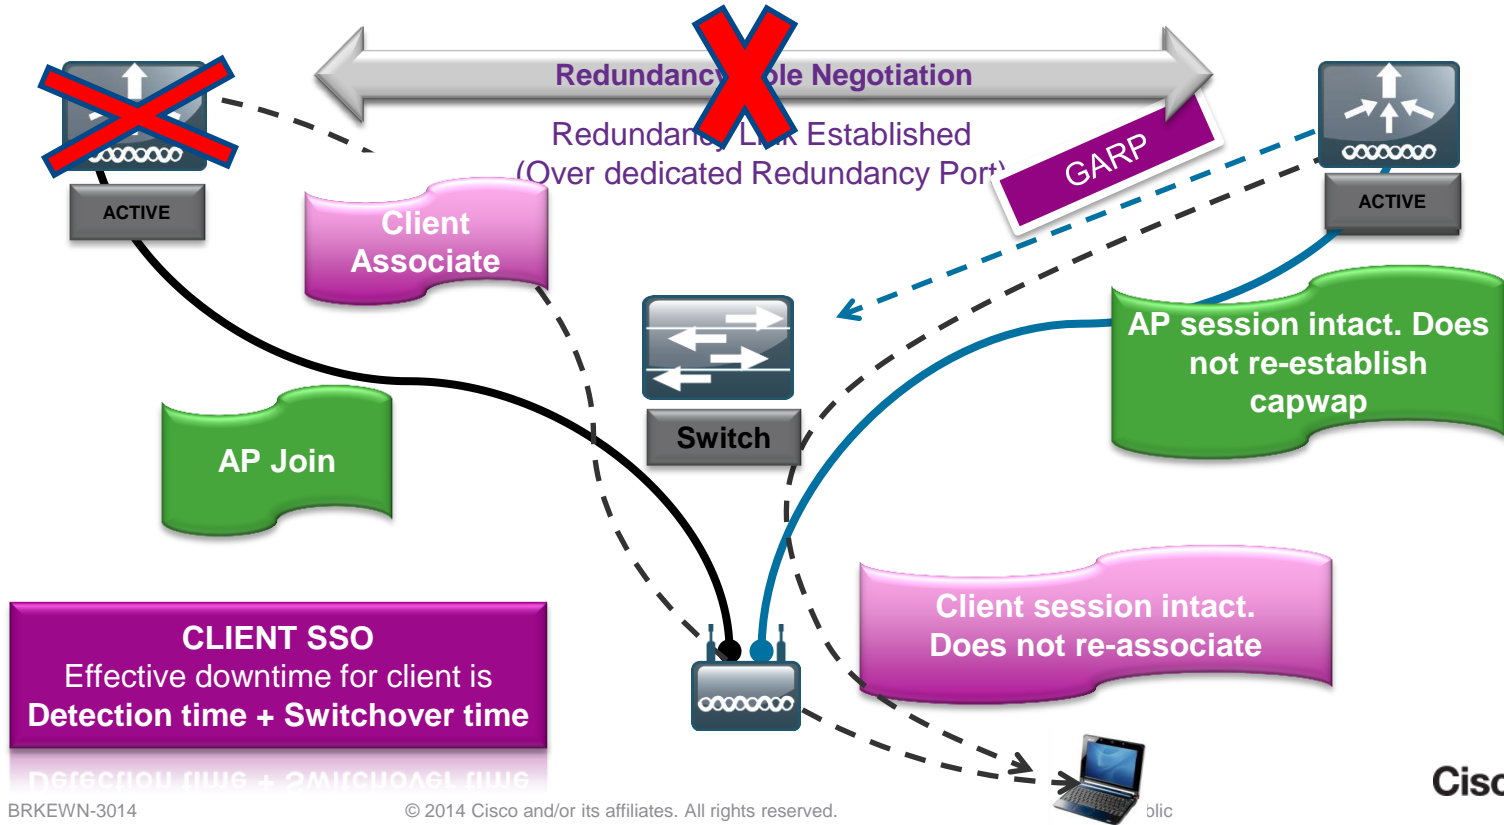 Redundancy Role Negotiation
Redundancy Link Established
(Over dedicated Redundancy Port)
GARP
ACTIVE
ACTIVE
Client
Associate
AP session intact. Does
not re-establish
capwap
Switch
AP Join
Client session intact.
Does not re-associate
CLIENT SSO
Effective downtime for client is
Detection time + Switchover time
BRKEWN-3014
© 2014 Cisco and/or its affiliates. All rights reserved.
blic
Cisc